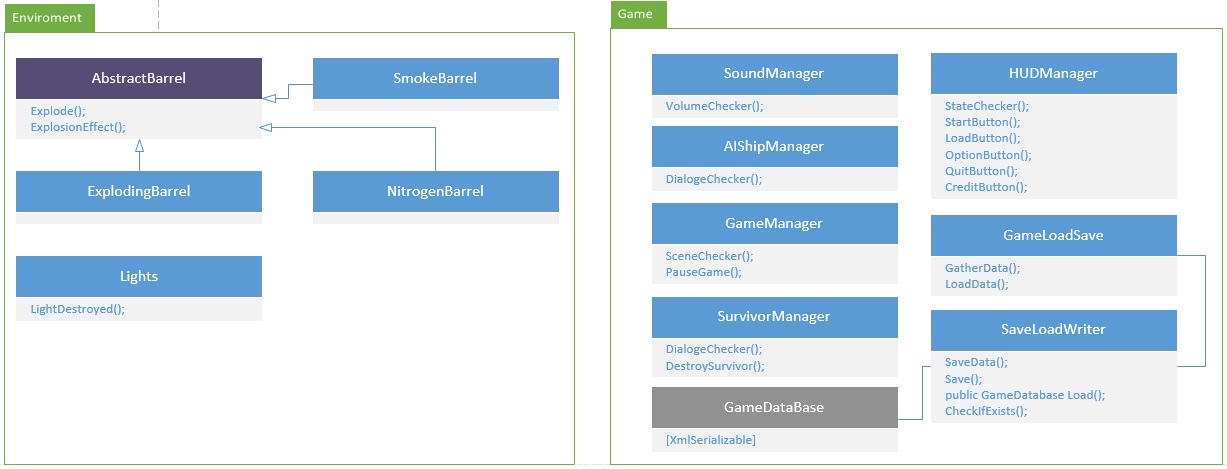 Enviroment
AbstractBarrel
Explode();
ExplosionEffect();
SmokeBarrel
ExplodingBarrel
NitrogenBarrel
Lights
LightDestroyed();
Game
SoundManager
VolumeChecker();
AIShipManager
DialogeChecker();
GameManager
SceneChecker();
PauseGame();
SurvivorManager
DialogeChecker();
DestroySurvivor();
GameDataBase
[XmlSerializable]
HUDManager
StateChecker();
StartButton();
LoadButton();
OptionButton();
QuitButton();
CreditButton();
GameLoadSave
GatherData();
LoadData();
SaveLoadWriter
SaveData();
Save();
public GameDatabase Load();
CheckIfExists();